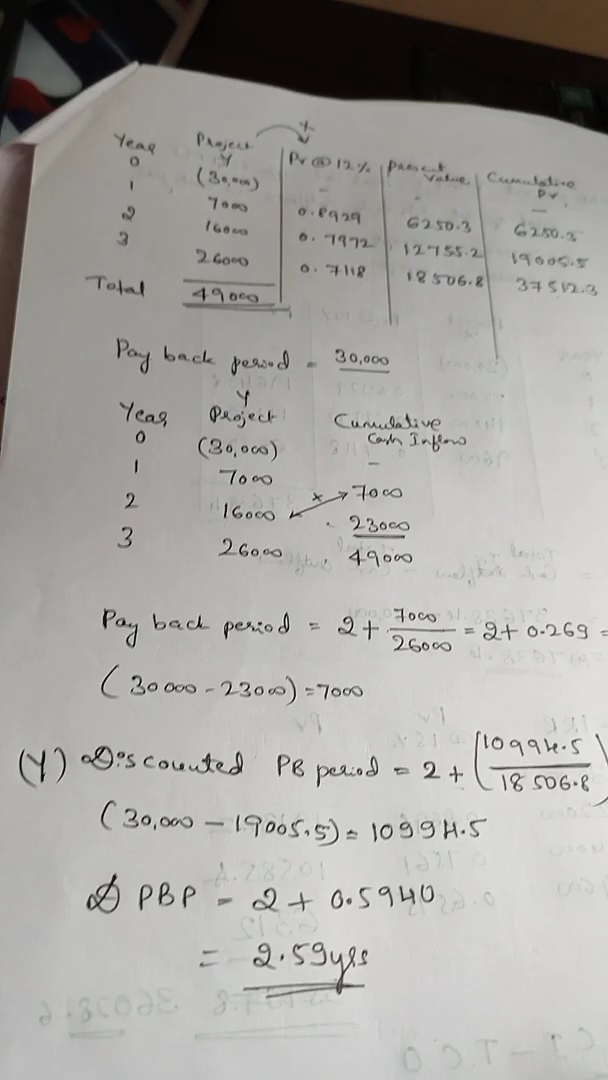 Year Project Y Pv @ 12% Present Value Cumulative Pv.
0 (30,000) - - -
1 7000 0.8929 6250.3 6250.3
2 16000 0.7972 12755.2 19005.5
3 26000 0.7118 18506.8 37512.3
Total 49000
Pay back period = 30,000
Year Y Project Cumulative Cash Inflow
0 (30,000) -
1 7000 7000
2 16000 23000
3 26000 49000
Pay back period = 2 + 7000/26000 = 2 + 0.269 =
(30000 - 23000) = 7000
(Y) Discounted PB period = 2 + (10994.5/18506.8)
(30,000 - 19005.5) = 10994.5
D PBP = 2 + 0.5940
= 2.59yrs